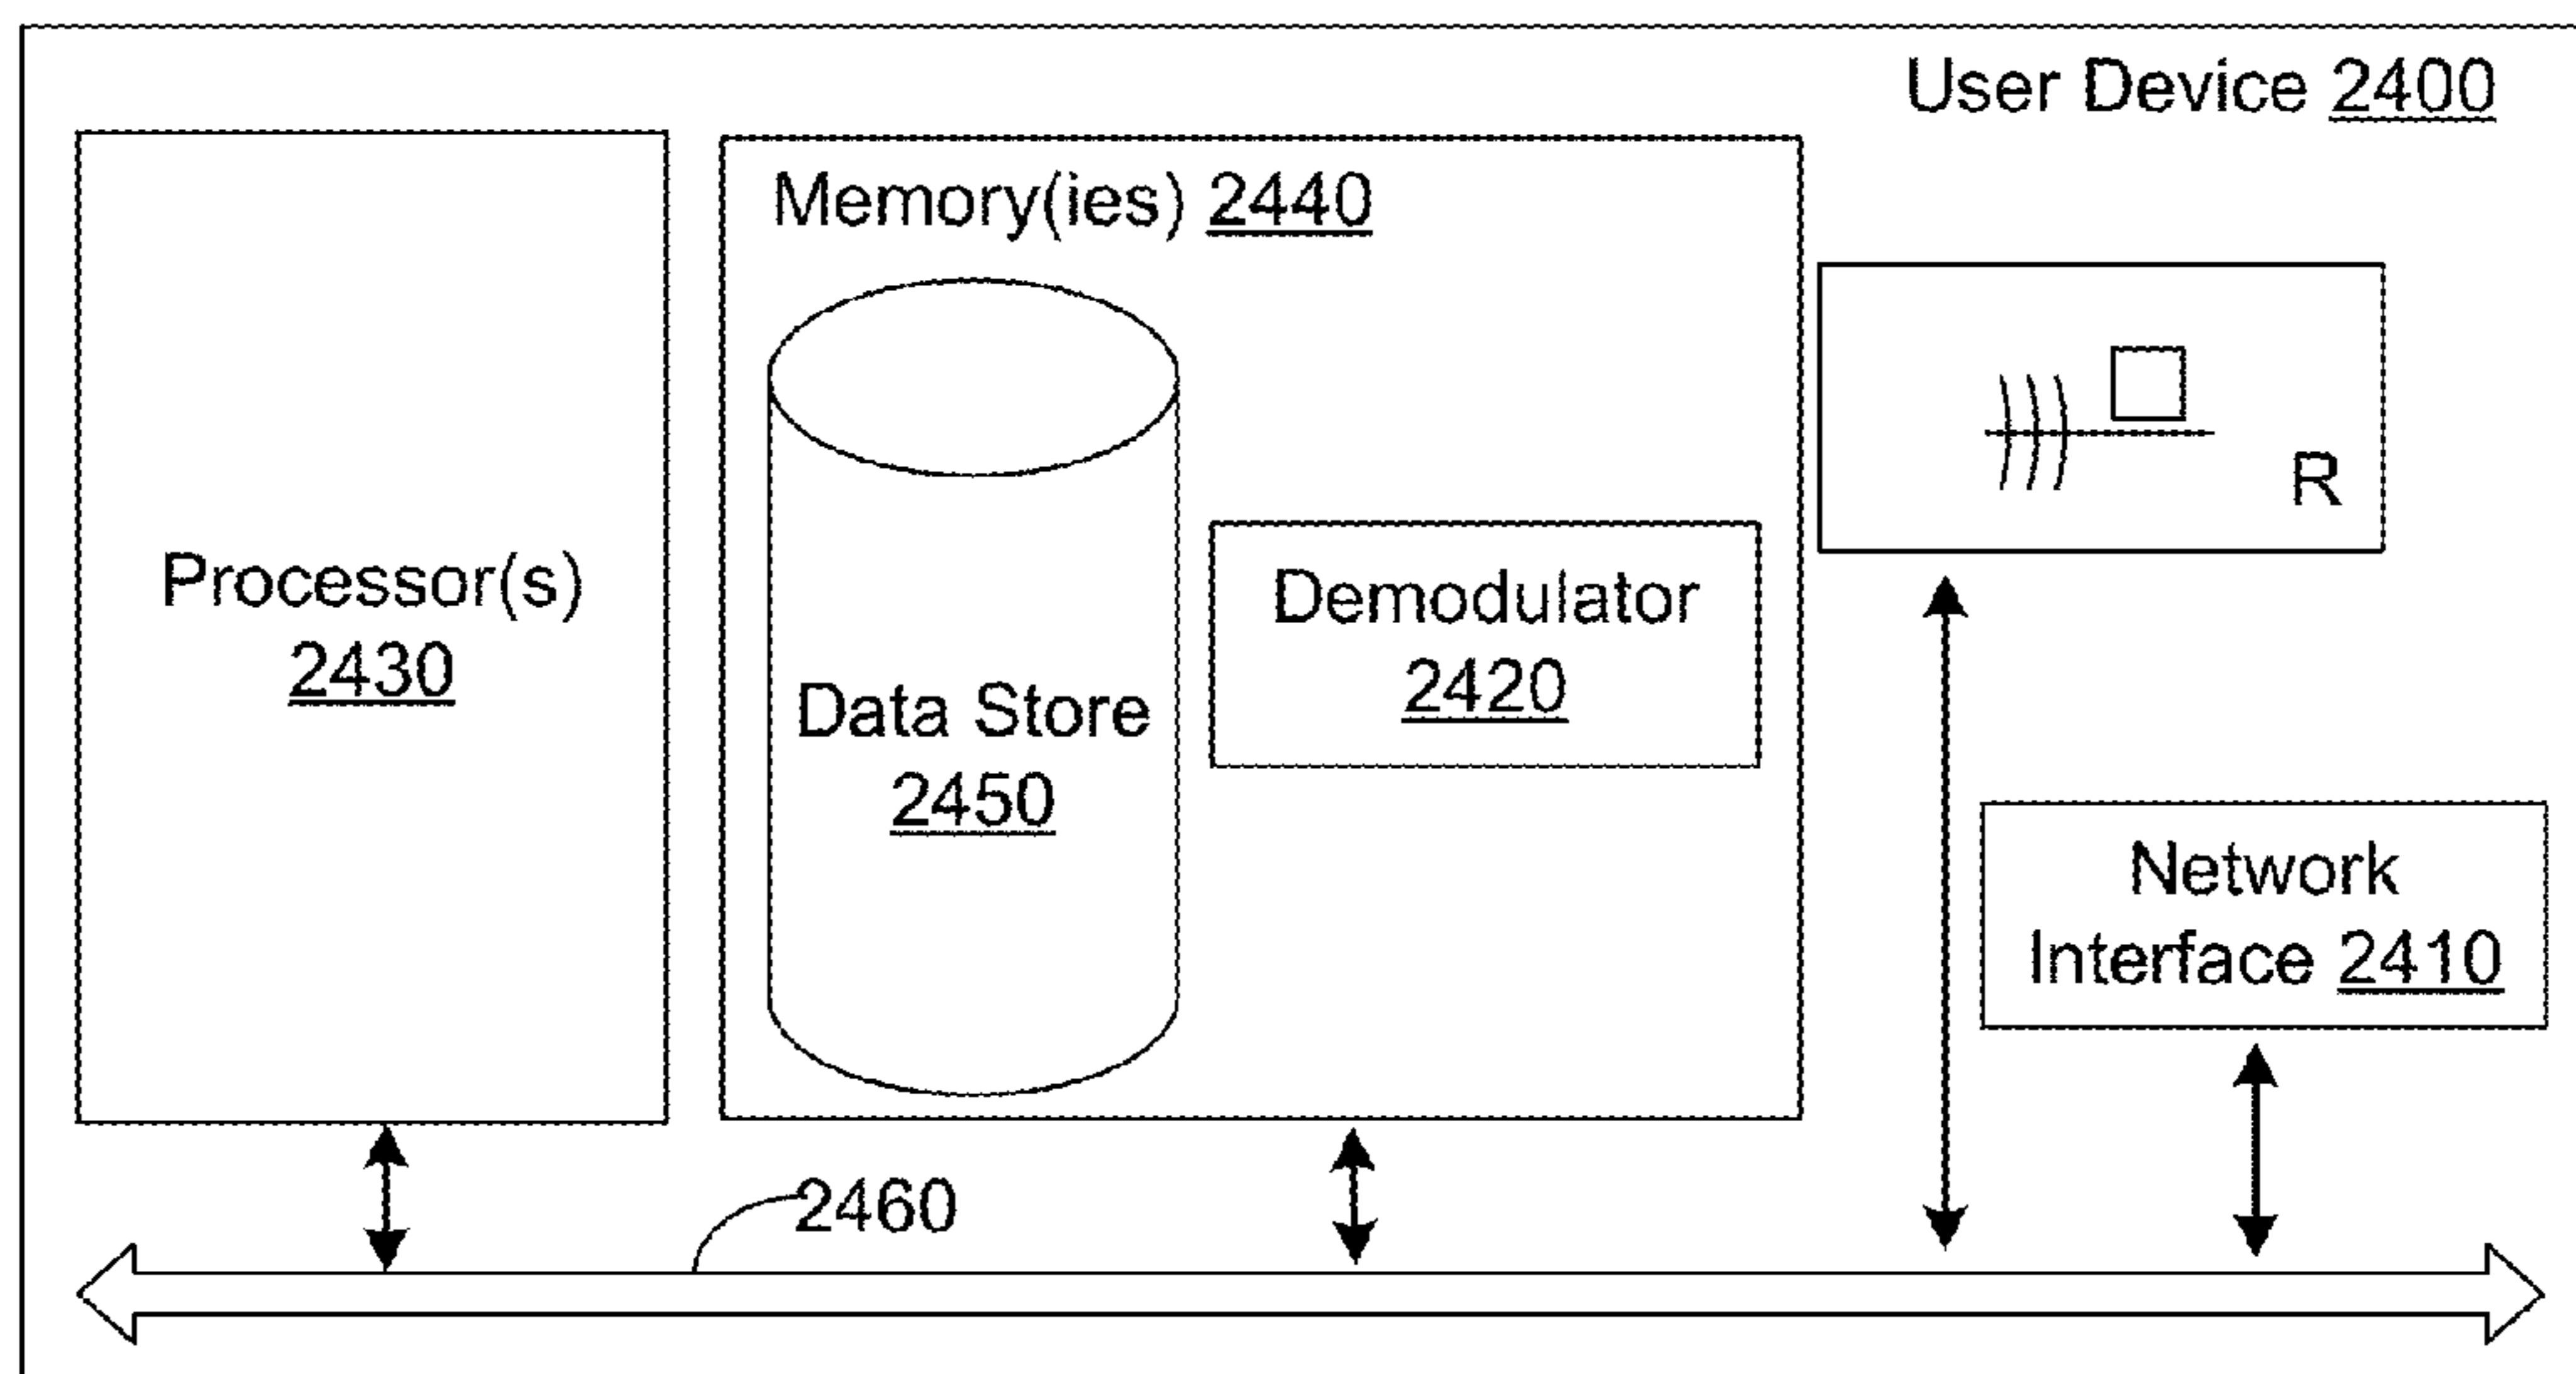 User Device 2400
Memory(ies) 2440
Processor(s)
2430
Data Store
2450
Demodulator
2420
R
Network
Interface 2410
2460